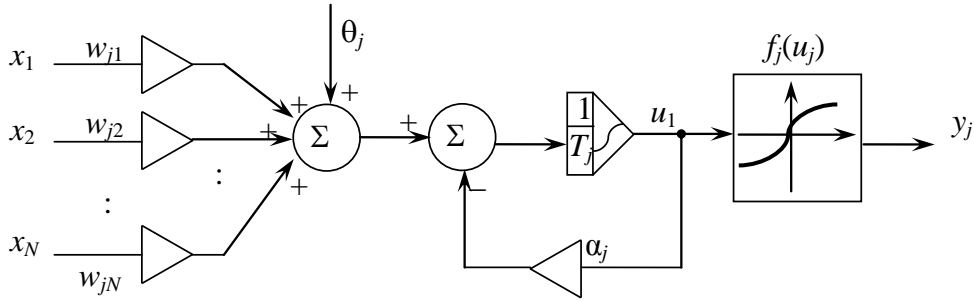 θj
fj(uj)
x1
wj1
+
+
x2
wj2
+
Σ
+
Σ
1
Tj
u1
yj
:
+
−
:
xN
wjN
αj